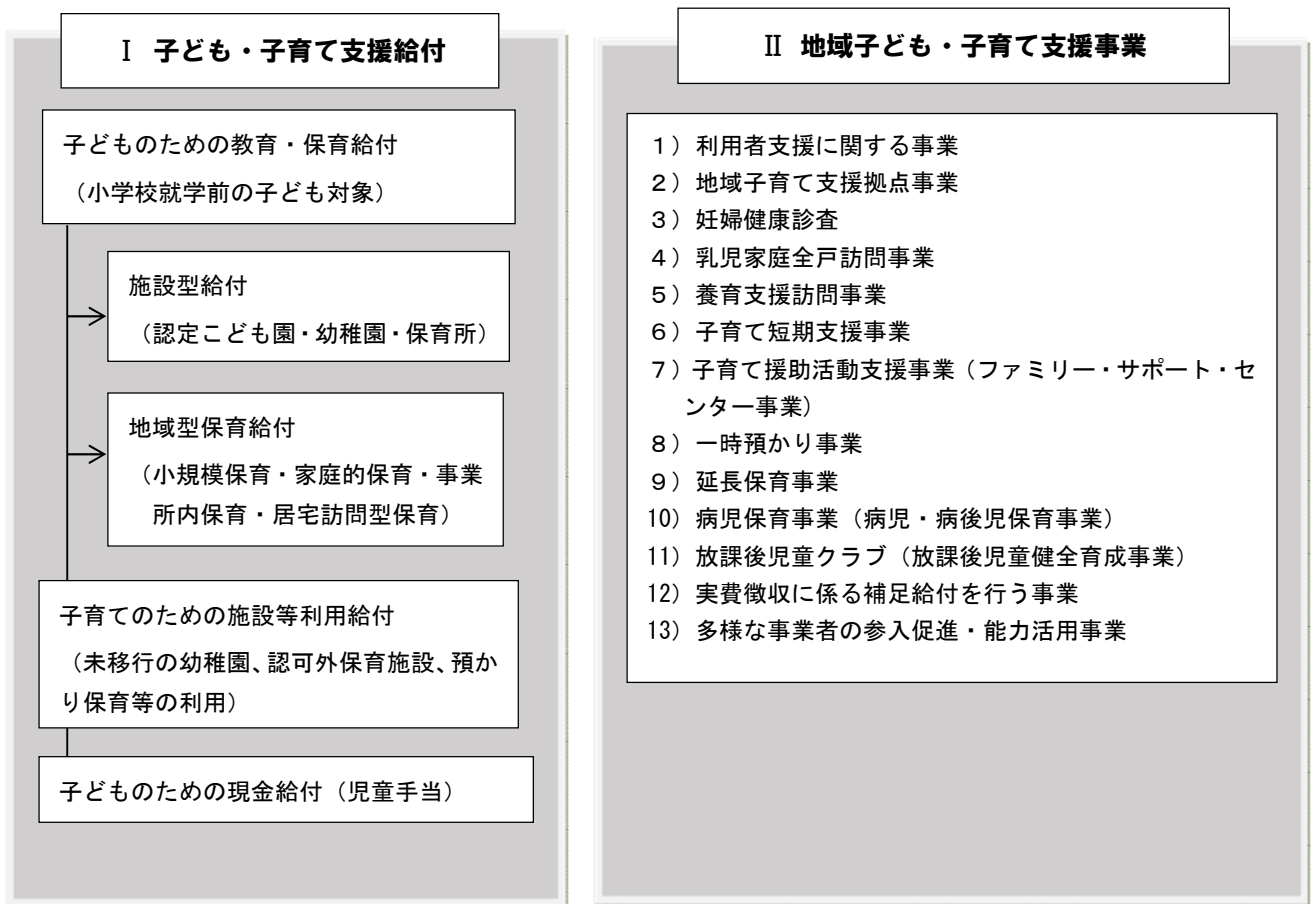 Ⅰ 子ども・子育て支援給付
子どものための教育・保育給付
（小学校就学前の子ども対象）
施設型給付
（認定こども園・幼稚園・保育所）
地域型保育給付
（小規模保育・家庭的保育・事業
所内保育・居宅訪問型保育）
子育てのための施設等利用給付
（未移行の幼稚園、認可外保育施設、預か
り保育等の利用）
子どものための現金給付（児童手当）
Ⅱ 地域子ども・子育て支援事業
１）利用者支援に関する事業
２）地域子育て支援拠点事業
３）妊婦健康診査
４）乳児家庭全戸訪問事業
５）養育支援訪問事業
６）子育て短期支援事業
７）子育て援助活動支援事業（ファミリー・サポート・セ
ンター事業）
８）一時預かり事業
９）延長保育事業
10）病児保育事業（病児・病後児保育事業）
11）放課後児童クラブ（放課後児童健全育成事業）
12）実費徴収に係る補足給付を行う事業
13）多様な事業者の参入促進・能力活用事業